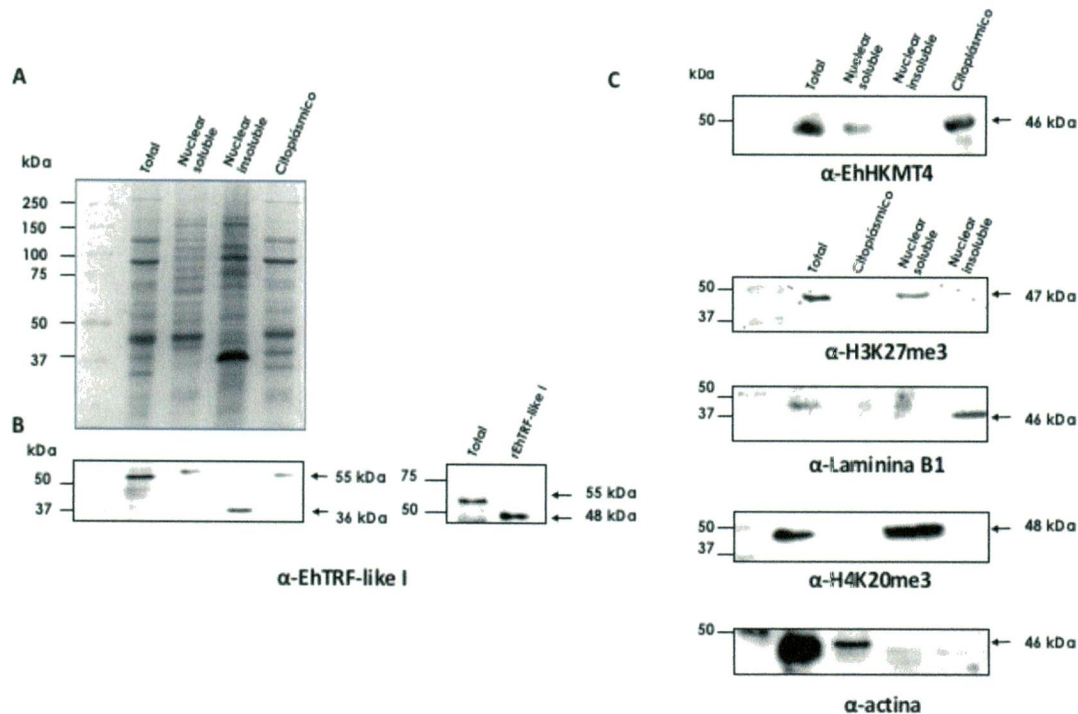 A
kDa
Total
Nuclear soluble
Nuclear insoluble
Citoplásmico
250
150
100
75
50
37
B
kDa
50
37
55 kDa
36 kDa
Total
rEhTRF-like I
75
50
55 kDa
48 kDa
α-EhTRF-like I
C
kDa
Total
Nuclear soluble
Nuclear insoluble
Citoplásmico
50
46 kDa
α-EhHKMT4
Total
Citoplásmico
Nuclear soluble
Nuclear insoluble
50
37
47 kDa
α-H3K27me3
50
37
46 kDa
α-Laminina B1
50
37
48 kDa
α-H4K20me3
50
46 kDa
α-actina